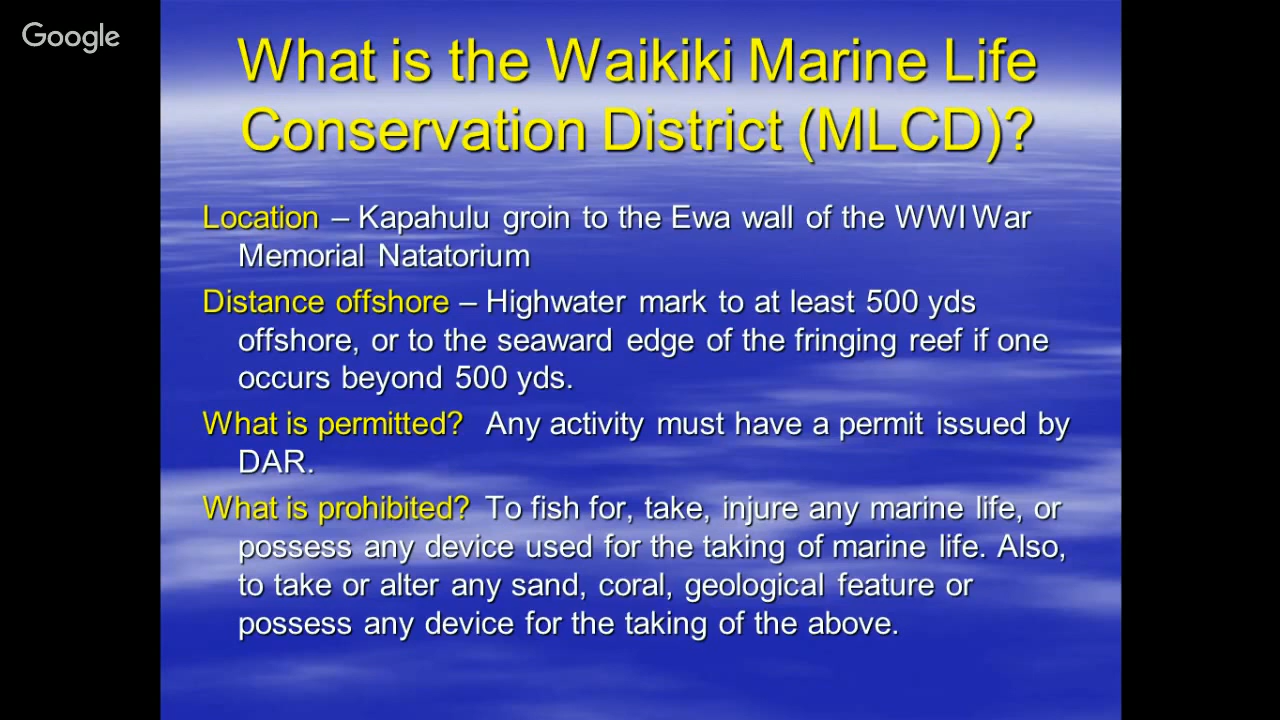 Google
What is the Waikiki Marine Life
Conservation District (MLCD)?
Location – Kapahulu groin to the Ewa wall of the WWI War
Memorial Natatorium
Distance offshore – Highwater mark to at least 500 yds
offshore, or to the seaward edge of the fringing reef if one
occurs beyond 500 yds.
What is permitted? Any activity must have a permit issued by
DAR.
What is prohibited? To fish for, take, injure any marine life, or
possess any device used for the taking of marine life. Also,
to take or alter any sand, coral, geological feature or
possess any device for the taking of the above.